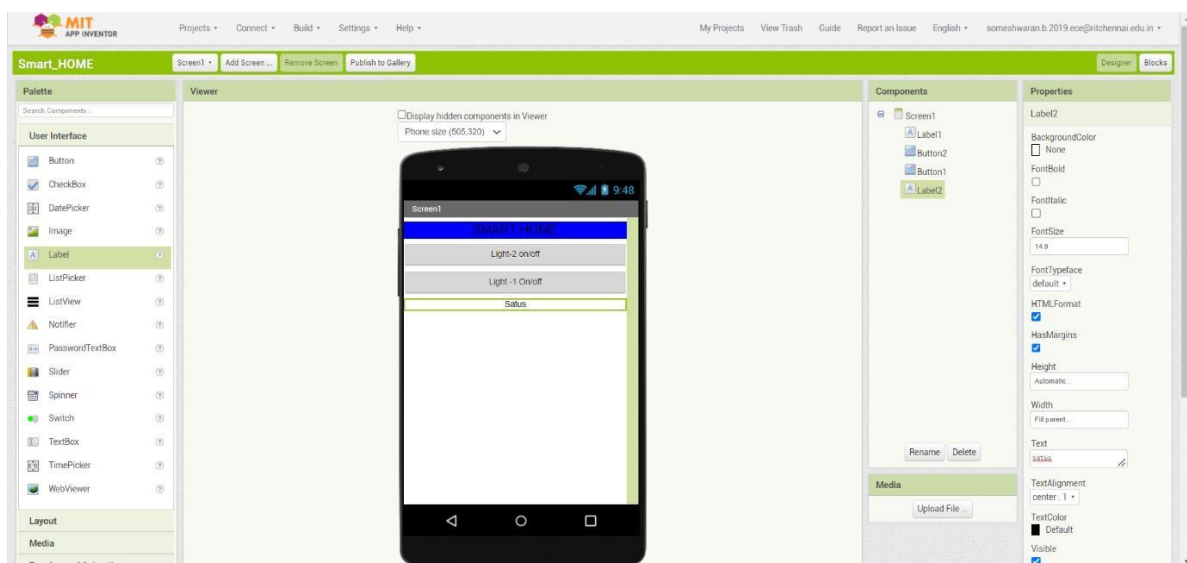 MIT
APP INVENTOR
Projects Connect Build Settings Help My Projects View Trash Guide Report an Issue English someshwaran.b.2019.ece@ritchennai.edu.in
Smart_HOME Screen1 Add Screen ... Remove Screen Publish to Gallery Designer Blocks
Palette
Search Components...
User Interface
Button
CheckBox
DatePicker
Image
Label
ListPicker
ListView
Notifier
PasswordTextBox
Slider
Spinner
Switch
TextBox
TimePicker
WebViewer
Layout
Media
Viewer
Display hidden components in Viewer
Phone size (505,320)
9:48
Screen1
SMART HOME
Light-2 on/off
Light -1 On/off
Satus
Components
Screen1
Label1
Button2
Button1
Label2
Rename Delete
Media
Upload File ...
Properties
Label2
BackgroundColor
None
FontBold
FontItalic
FontSize
14.0
FontTypeface
default
HTMLFormat
HasMargins
Height
Automatic...
Width
Fill parent...
Text
satus
TextAlignment
center : 1
TextColor
Default
Visible